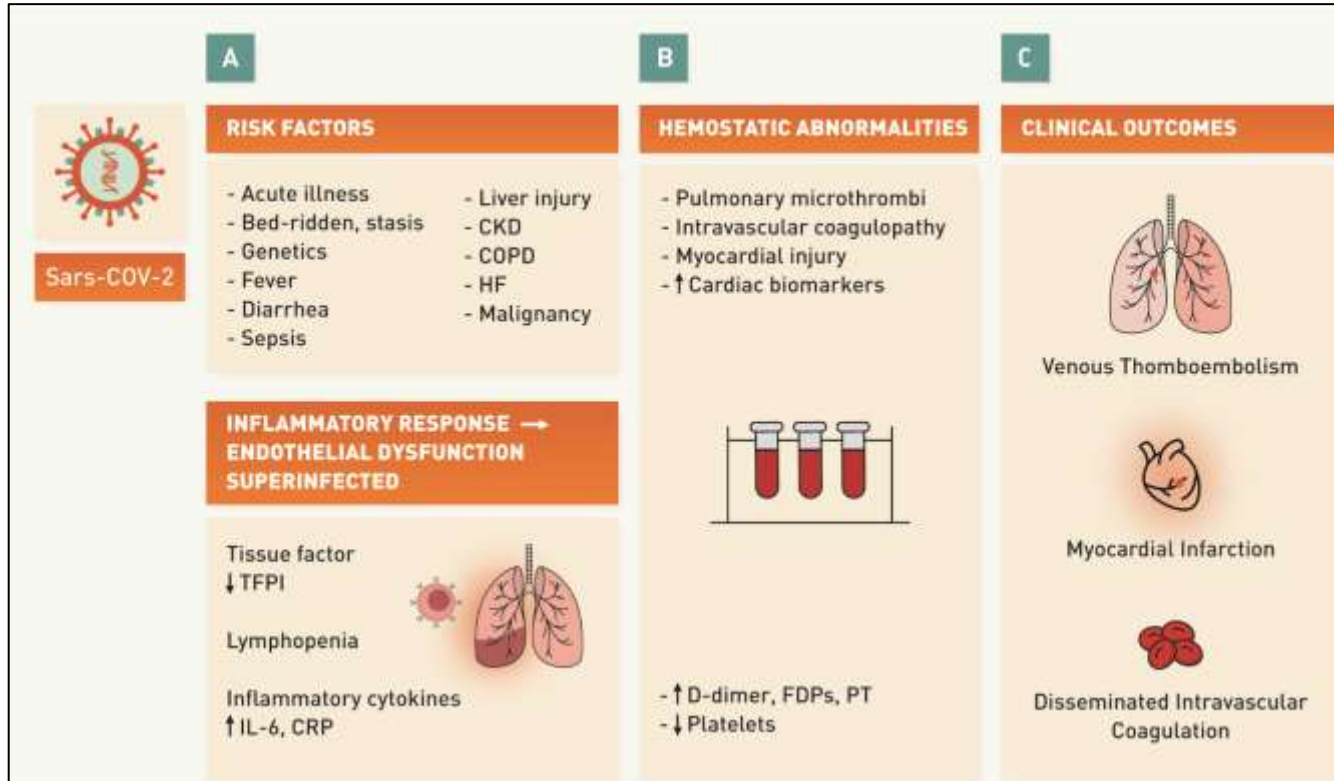 A
B
C
Sars-COV-2
RISK FACTORS
- Acute illness
- Bed-ridden, stasis
- Genetics
- Fever
- Diarrhea
- Sepsis
- Liver injury
- CKD
- COPD
- HF
- Malignancy
INFLAMMATORY RESPONSE →
ENDOTHELIAL DYSFUNCTION
SUPERINFECTED
Tissue factor
↓ TFPI
Lymphopenia
Inflammatory cytokines
↑ IL-6, CRP
HEMOSTATIC ABNORMALITIES
- Pulmonary microthrombi
- Intravascular coagulopathy
- Myocardial injury
- ↑ Cardiac biomarkers
- ↑ D-dimer, FDPs, PT
- ↓ Platelets
CLINICAL OUTCOMES
Venous Thomboembolism
Myocardial Infarction
Disseminated Intravascular
Coagulation